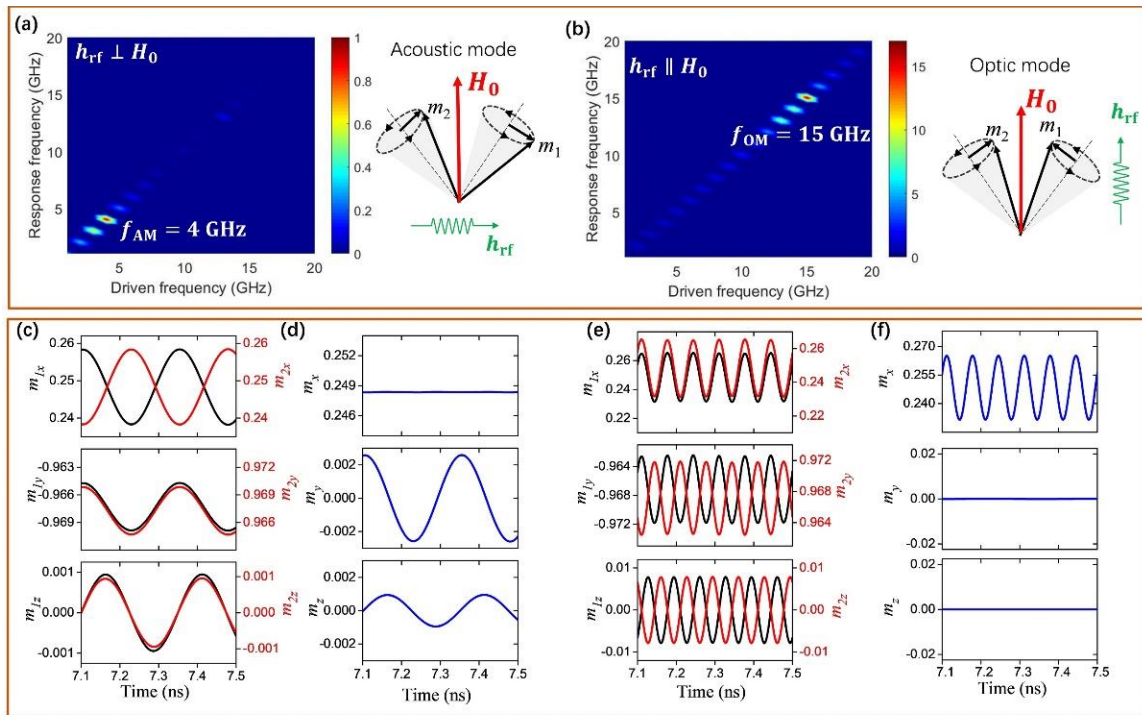 (a)
h_rf ⊥ H_0
f_AM = 4 GHz
Response frequency (GHz)
20
15
10
5
5 10 15 20
Driven frequency (GHz)
1
0.8
0.6
0.4
0.2
0
Acoustic mode
H_0
m_2
m_1
h_rf
(b)
h_rf ∥ H_0
f_OM = 15 GHz
Response frequency (GHz)
20
15
10
5
5 10 15 20
Driven frequency (GHz)
15
10
5
0
Optic mode
H_0
h_rf
m_2 m_1
(c)
m_1x
0.26
0.25
0.24
0.26
0.25
0.24
m_2x
m_1y
-0.963
-0.966
-0.969
0.972
0.969
0.966
m_2y
m_1z
0.001
0.000
-0.001
0.001
0.000
-0.001
m_2z
7.1 7.2 7.3 7.4 7.5
Time (ns)
(d)
m_x
0.252
0.249
0.246
m_y
0.002
0.000
-0.002
m_z
0.002
0.000
-0.002
7.1 7.2 7.3 7.4 7.5
Time (ns)
(e)
m_1x
0.26
0.24
0.22
0.26
0.24
0.22
m_2x
m_1y
-0.964
-0.968
-0.972
0.972
0.968
0.964
m_2y
m_1z
0.01
0.00
-0.01
0.01
0.00
-0.01
m_2z
7.1 7.2 7.3 7.4 7.5
Time (ns)
(f)
m_x
0.270
0.255
0.240
m_y
0.02
0.00
-0.02
m_z
0.02
0.00
-0.02
7.1 7.2 7.3 7.4 7.5
Time (ns)